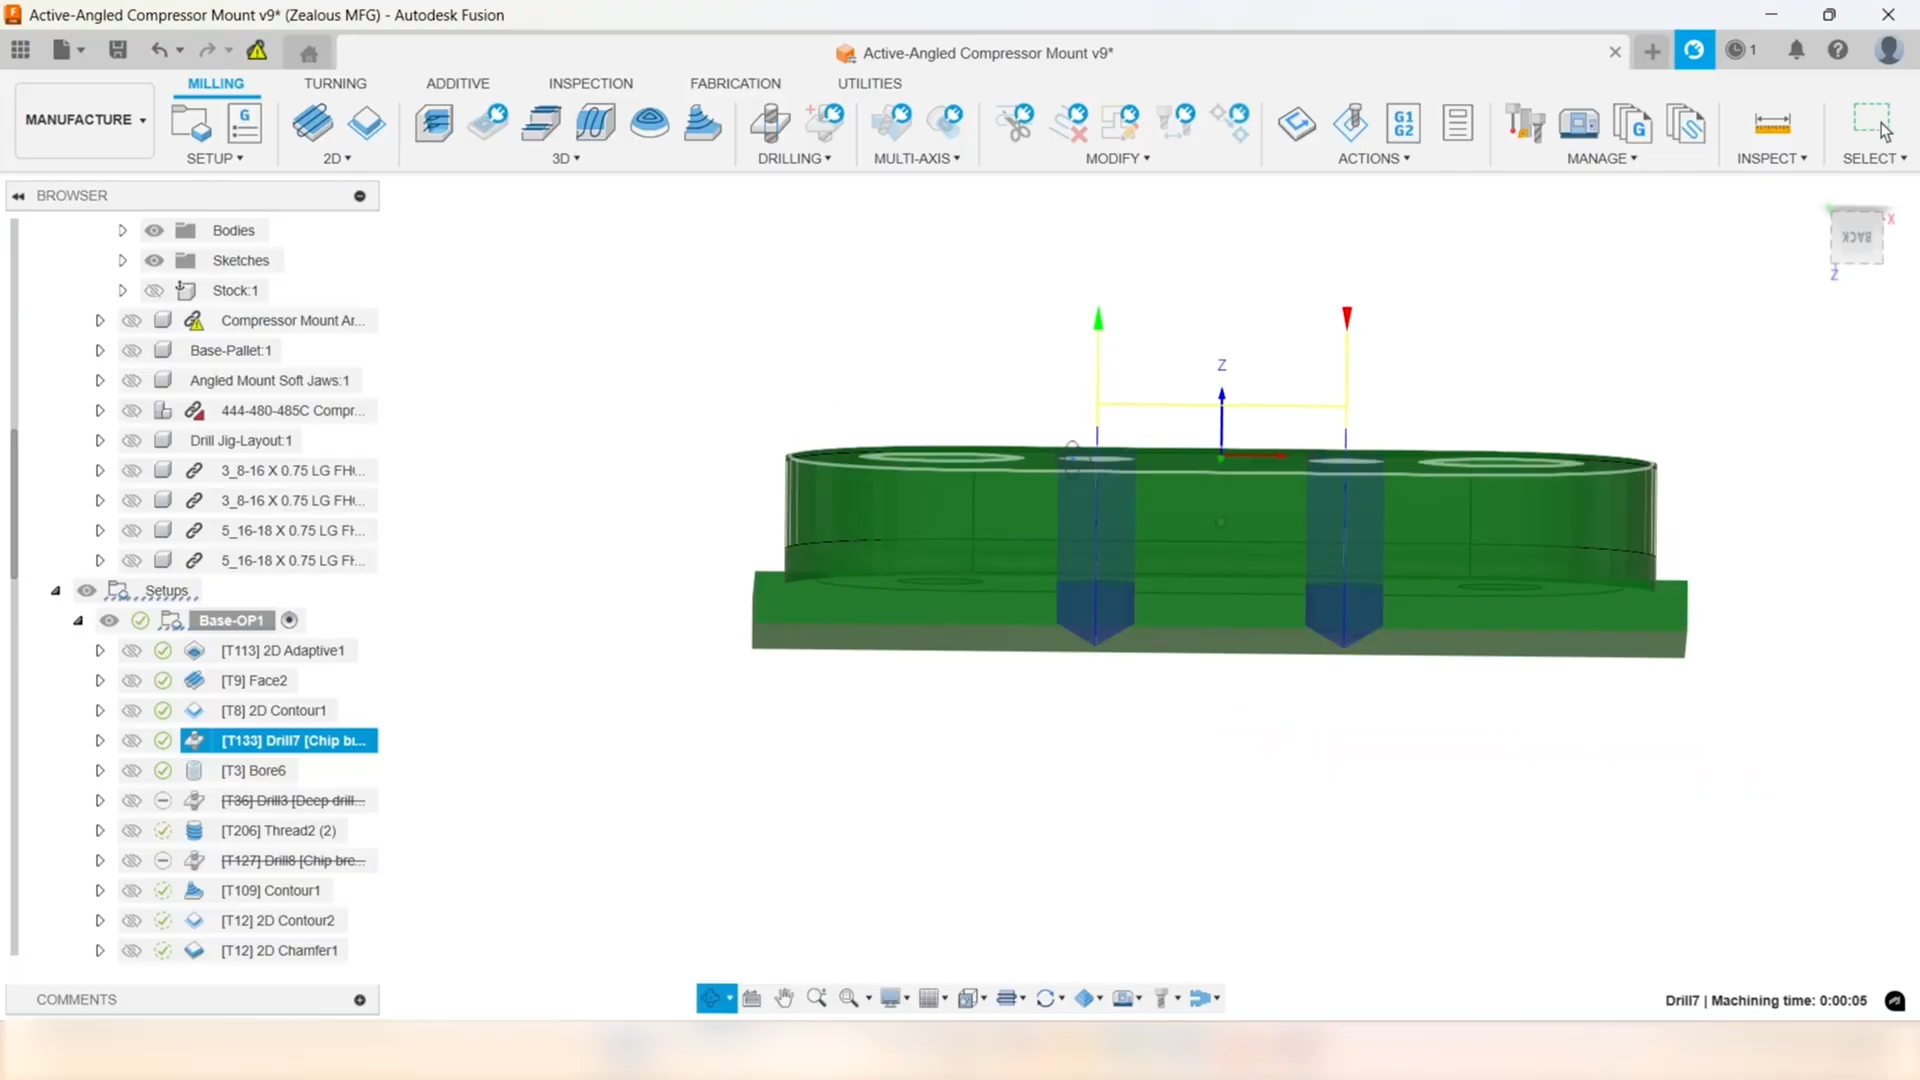 Active-Angled Compressor Mount v9* (Zealous MFG) - Autodesk Fusion
Active-Angled Compressor Mount v9*
1
MILLING
TURNING
ADDITIVE
INSPECTION
FABRICATION
UTILITIES
MANUFACTURE
G
G1
G2
G
SETUP
2D
3D
DRILLING
MULTI-AXIS
MODIFY
ACTIONS
MANAGE
INSPECT
SELECT
BROWSER
Bodies
Sketches
Stock:1
Compressor Mount Ar...
Base-Pallet:1
Angled Mount Soft Jaws:1
444-480-485C Compr...
Drill Jig-Layout:1
3_8-16 X 0.75 LG FH(...
3_8-16 X 0.75 LG FH(...
5_16-18 X 0.75 LG FH...
5_16-18 X 0.75 LG FH...
Setups
Base-OP1
[T113] 2D Adaptive1
[T9] Face2
[T8] 2D Contour1
[T133] Drill7 [Chip br...
[T3] Bore6
[T36] Drill3 [Deep drill...
[T206] Thread2 (2)
[T127] Drill8 [Chip bre...
[T109] Contour1
[T12] 2D Contour2
[T12] 2D Chamfer1
COMMENTS
Z
BACK
X
Z
Drill7 | Machining time: 0:00:05